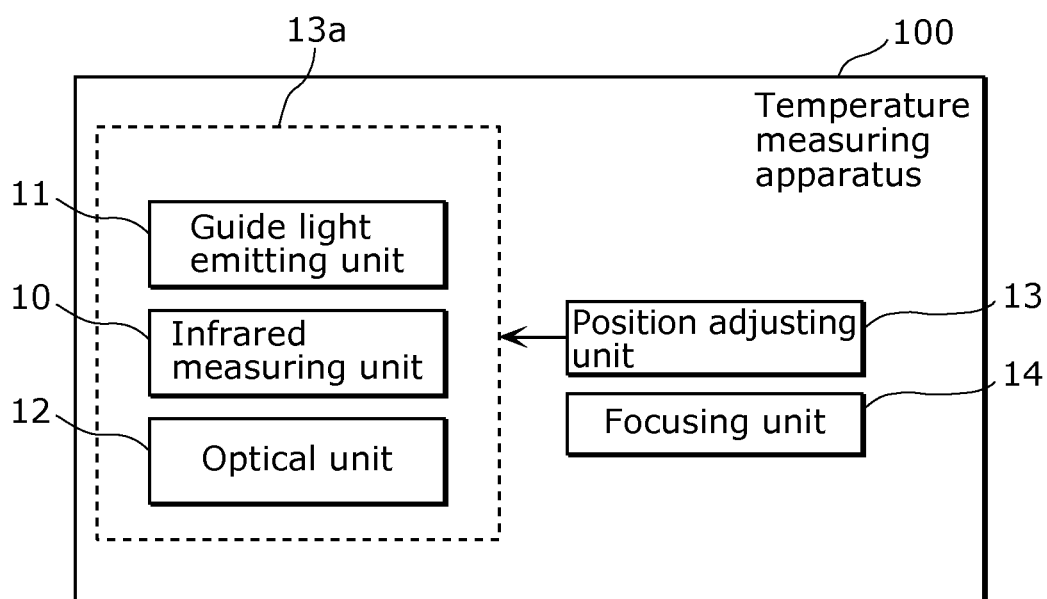 13a
100
Temperature
measuring
apparatus
11
Guide light
emitting unit
10
Infrared
measuring unit
13
Position adjusting
unit
14
Focusing unit
12
Optical unit